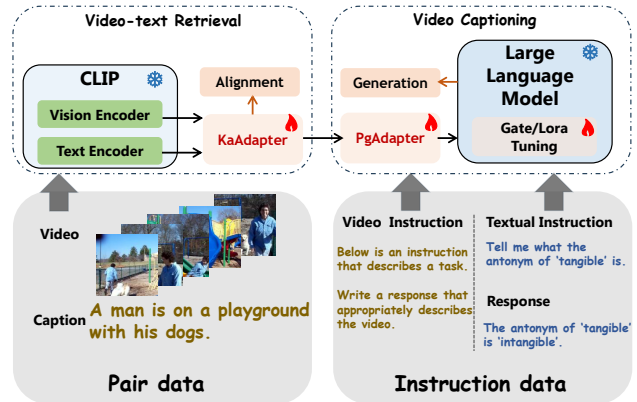 Video-text Retrieval
CLIP
Vision Encoder
Text Encoder
Alignment
KaAdapter
Video Captioning
Generation
PgAdapter
Large
Language
Model
Gate/Lora
Tuning
Video
Caption
A man is on a playground
with his dogs.
Pair data
Video Instruction
Below is an instruction
that describes a task.
Write a response that
appropriately describes
the video.
Textual Instruction
Tell me what the
antonym of 'tangible' is.
Response
The antonym of 'tangible'
is 'intangible'.
Instruction data